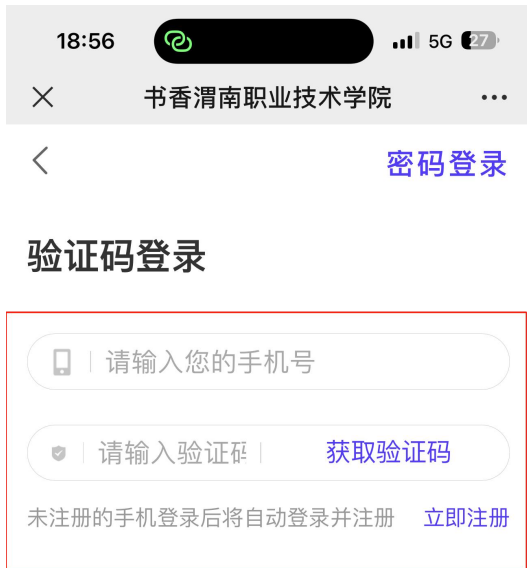 18:56 5G 27
书香渭南职业技术学院
密码登录
验证码登录
请输入您的手机号
请输入验证码 获取验证码
未注册的手机登录后将自动登录并注册 立即注册